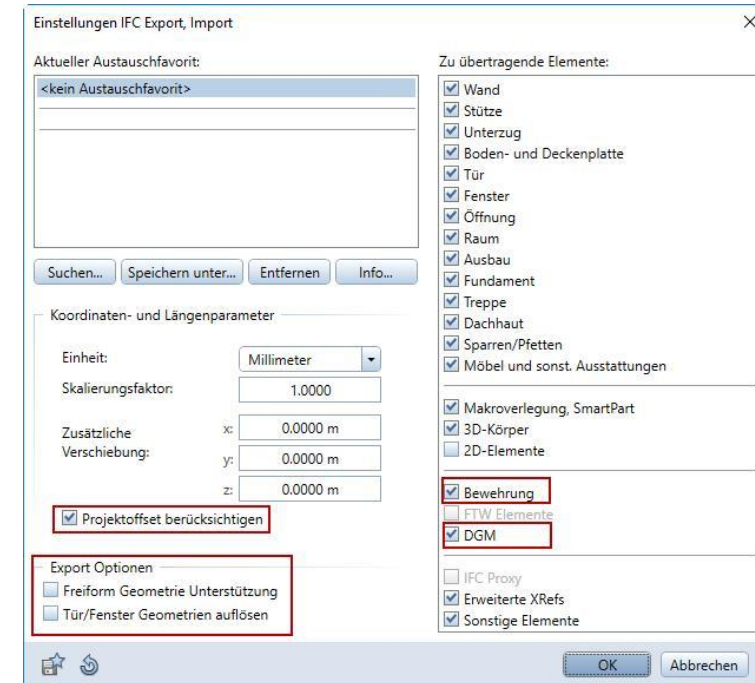 Einstellungen IFC Export, Import
Aktueller Austauschfavorit:
<kein Austauschfavorit>
Suchen...
Speichern unter...
Entfernen
Info...
Koordinaten- und Längenparameter
Einheit:
Millimeter
Skalierungsfaktor:
1.0000
Zusätzliche
Verschiebung:
x:
0.0000 m
y:
0.0000 m
z:
0.0000 m
Projektoffset berücksichtigen
Export Optionen
Freiform Geometrie Unterstützung
Tür/Fenster Geometrien auflösen
Zu übertragende Elemente:
Wand
Stütze
Unterzug
Boden- und Deckenplatte
Tür
Fenster
Öffnung
Raum
Ausbau
Fundament
Treppe
Dachhaut
Sparren/Pfetten
Möbel und sonst. Ausstattungen
Makroverlegung, SmartPart
3D-Körper
2D-Elemente
Bewehrung
FTW Elemente
DGM
IFC Proxy
Erweiterte XRefs
Sonstige Elemente
OK
Abbrechen